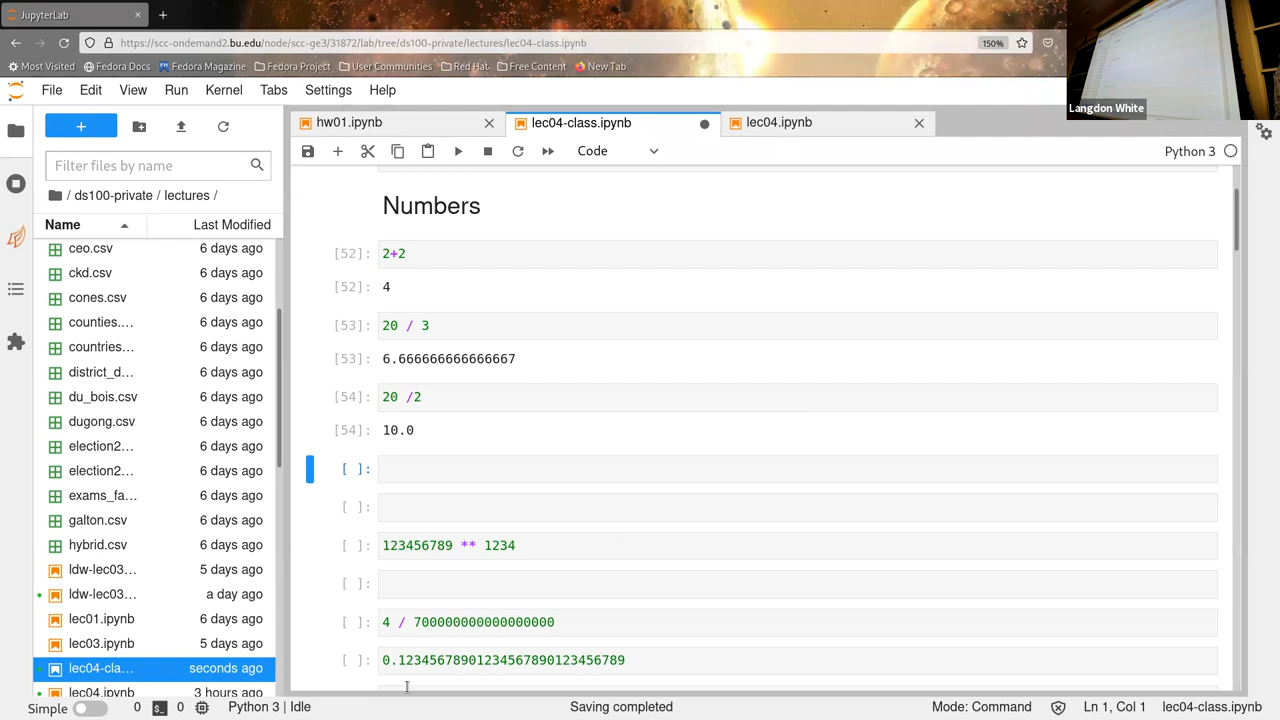 JupyterLab
https://scc-ondemand2.bu.edu/node/scc-ge3/31872/lab/tree/ds100-private/lectures/lec04-class.ipynb
150%
Most Visited
Fedora Docs
Fedora Magazine
Fedora Project
User Communities
Red Hat
Free Content
New Tab
Langdon White
File Edit View Run Kernel Tabs Settings Help
hw01.ipynb
lec04-class.ipynb
lec04.ipynb
Filter files by name
Code
Python 3
/ ds100-private / lectures /
Name Last Modified
ceo.csv 6 days ago
ckd.csv 6 days ago
cones.csv 6 days ago
counties.... 6 days ago
countries... 6 days ago
district_d... 6 days ago
du_bois.csv 6 days ago
dugong.csv 6 days ago
election2... 6 days ago
election2... 6 days ago
exams_fa... 6 days ago
galton.csv 6 days ago
hybrid.csv 6 days ago
ldw-lec03... 5 days ago
ldw-lec03... a day ago
lec01.ipynb 6 days ago
lec03.ipynb 5 days ago
lec04-cla... seconds ago
lec04.ipynb 3 hours ago
Numbers
[52]: 2+2
[52]: 4
[53]: 20 / 3
[53]: 6.666666666666667
[54]: 20 /2
[54]: 10.0
[ ]:
[ ]:
[ ]: 123456789 ** 1234
[ ]:
[ ]: 4 / 700000000000000000
[ ]: 0.12345678901234567890123456789
Simple 0 0 Python 3 | Idle Saving completed Mode: Command Ln 1, Col 1 lec04-class.ipynb